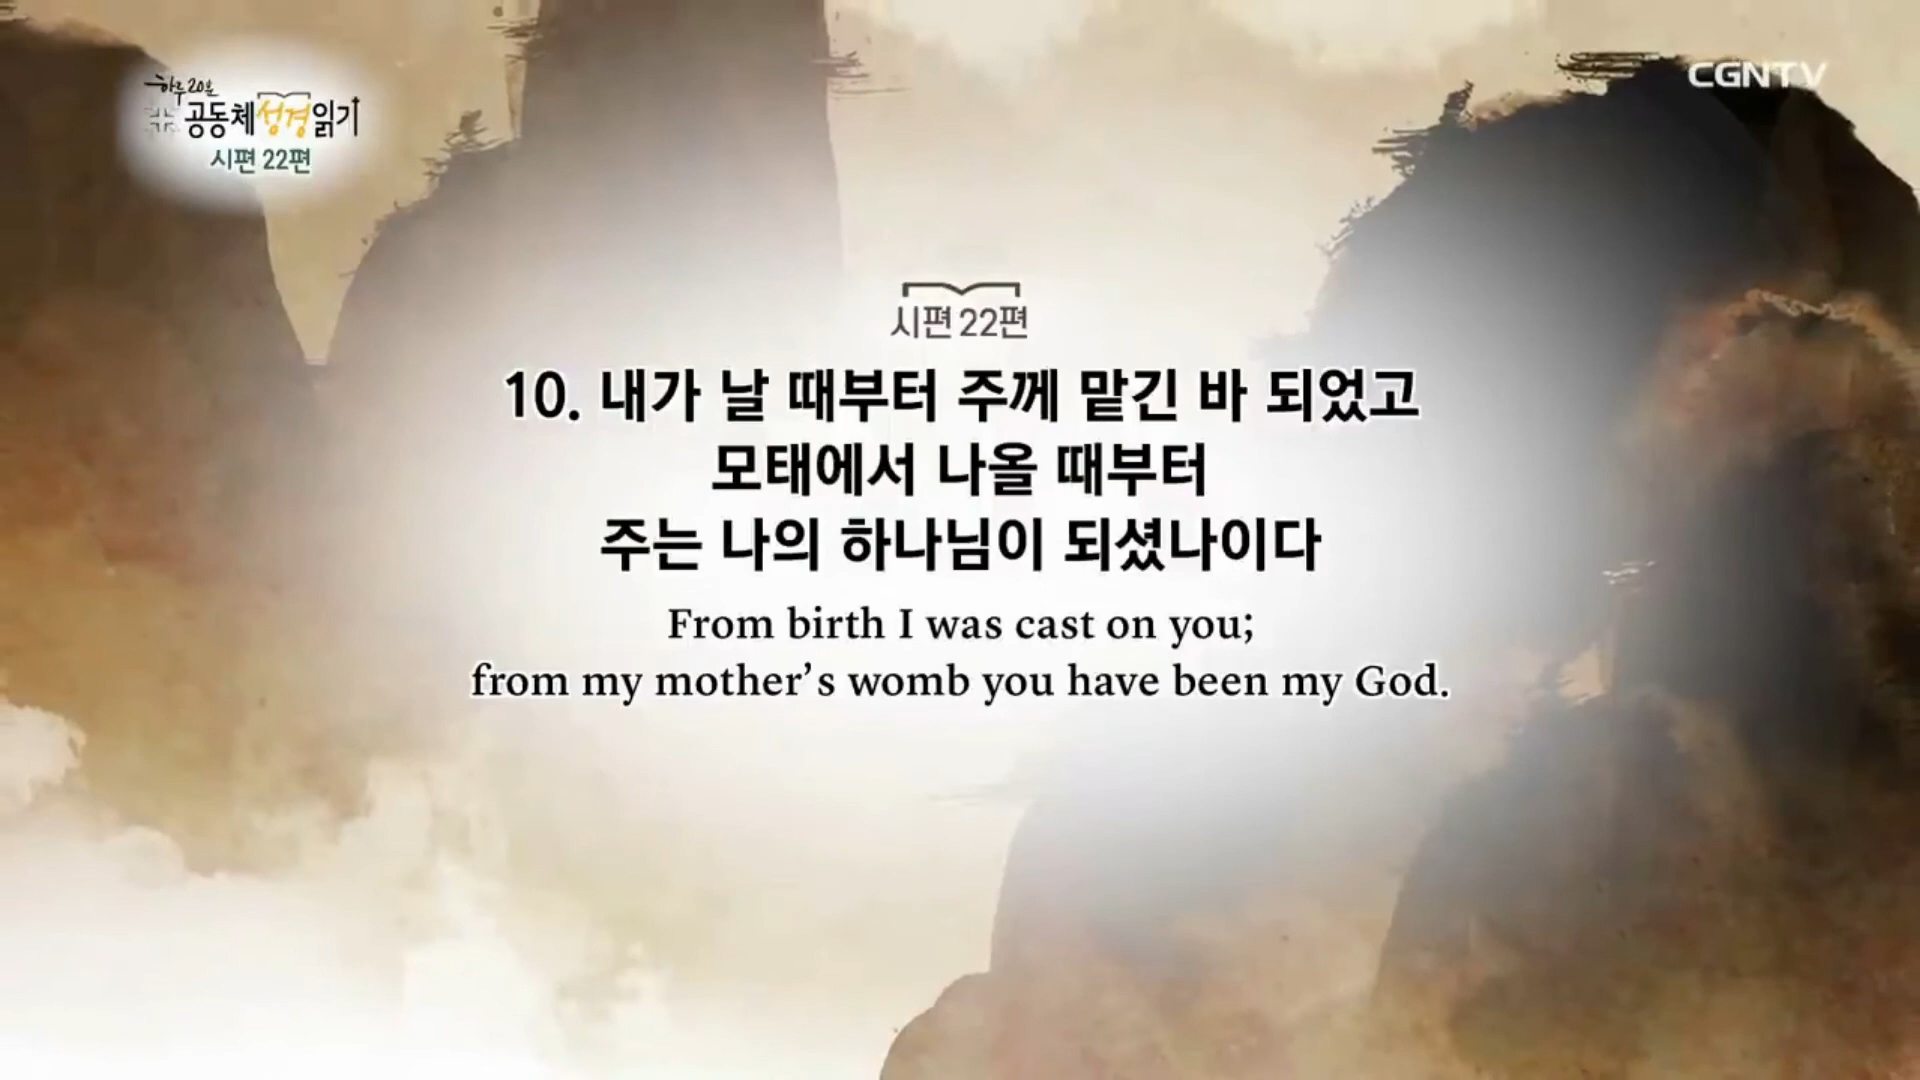 하루 20분
공동체성경읽기
시편 22편
CGNTV
시편 22편
10. 내가 날 때부터 주께 맡긴 바 되었고
모태에서 나올 때부터
주는 나의 하나님이 되셨나이다
From birth I was cast on you;
from my mother’s womb you have been my God.